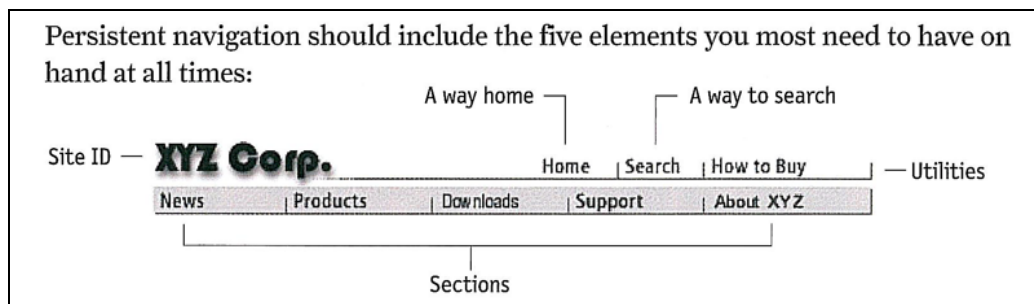 Persistent navigation should include the five elements you most need to have on
hand at all times:
A way home
A way to search
Site ID
XYZ Corp.
Home
Search
How to Buy
Utilities
News
Products
Downloads
Support
About XYZ
Sections